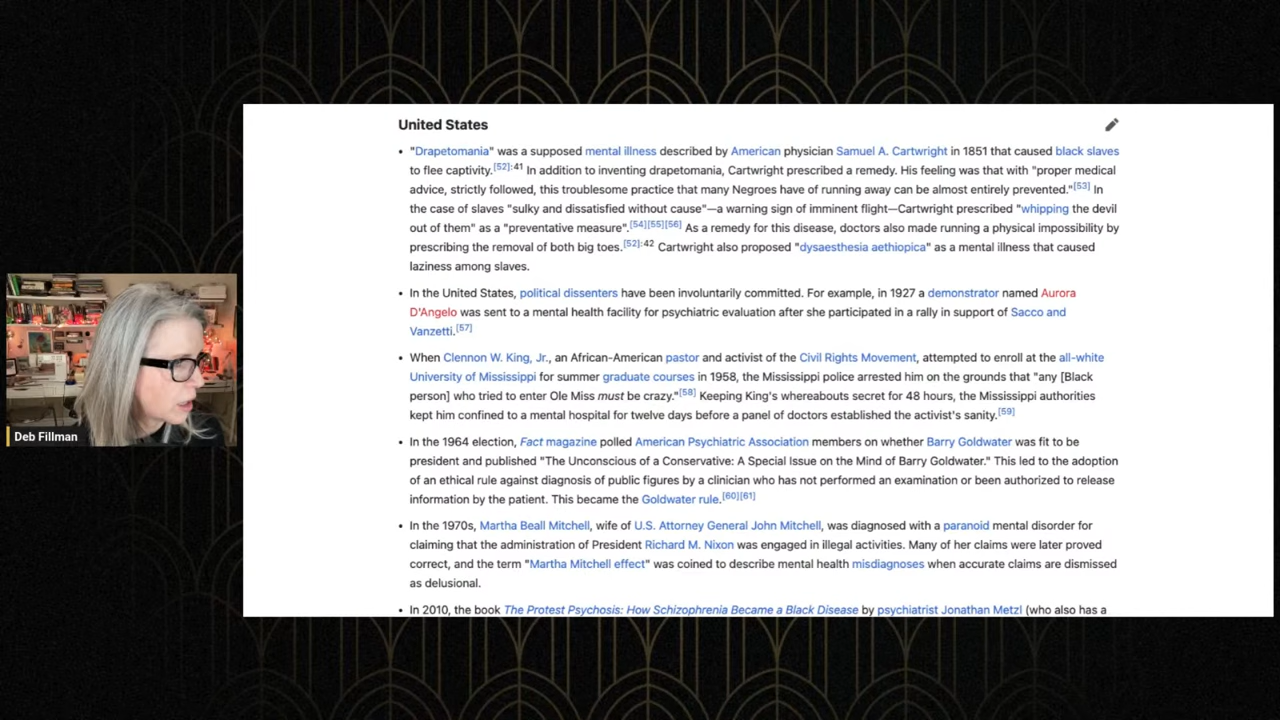 United States
• "Drapetomania" was a supposed mental illness described by American physician Samuel A. Cartwright in 1851 that caused black slaves
to flee captivity.[52]:41 In addition to inventing drapetomania, Cartwright prescribed a remedy. His feeling was that with "proper medical
advice, strictly followed, this troublesome practice that many Negroes have of running away can be almost entirely prevented."[53] In
the case of slaves "sulky and dissatisfied without cause"—a warning sign of imminent flight—Cartwright prescribed "whipping the devil
out of them" as a "preventative measure".[54][55][56] As a remedy for this disease, doctors also made running a physical impossibility by
prescribing the removal of both big toes.[52]:42 Cartwright also proposed "dysaesthesia aethiopica" as a mental illness that caused
laziness among slaves.
• In the United States, political dissenters have been involuntarily committed. For example, in 1927 a demonstrator named Aurora
D'Angelo was sent to a mental health facility for psychiatric evaluation after she participated in a rally in support of Sacco and
Vanzetti.[57]
• When Clennon W. King, Jr., an African-American pastor and activist of the Civil Rights Movement, attempted to enroll at the all-white
University of Mississippi for summer graduate courses in 1958, the Mississippi police arrested him on the grounds that "any [Black
person] who tried to enter Ole Miss must be crazy."[58] Keeping King's whereabouts secret for 48 hours, the Mississippi authorities
kept him confined to a mental hospital for twelve days before a panel of doctors established the activist's sanity.[59]
• In the 1964 election, Fact magazine polled American Psychiatric Association members on whether Barry Goldwater was fit to be
president and published "The Unconscious of a Conservative: A Special Issue on the Mind of Barry Goldwater." This led to the adoption
of an ethical rule against diagnosis of public figures by a clinician who has not performed an examination or been authorized to release
information by the patient. This became the Goldwater rule.[60][61]
• In the 1970s, Martha Beall Mitchell, wife of U.S. Attorney General John Mitchell, was diagnosed with a paranoid mental disorder for
claiming that the administration of President Richard M. Nixon was engaged in illegal activities. Many of her claims were later proved
correct, and the term "Martha Mitchell effect" was coined to describe mental health misdiagnoses when accurate claims are dismissed
as delusional.
• In 2010, the book The Protest Psychosis: How Schizophrenia Became a Black Disease by psychiatrist Jonathan Metzl (who also has a
Deb Fillman